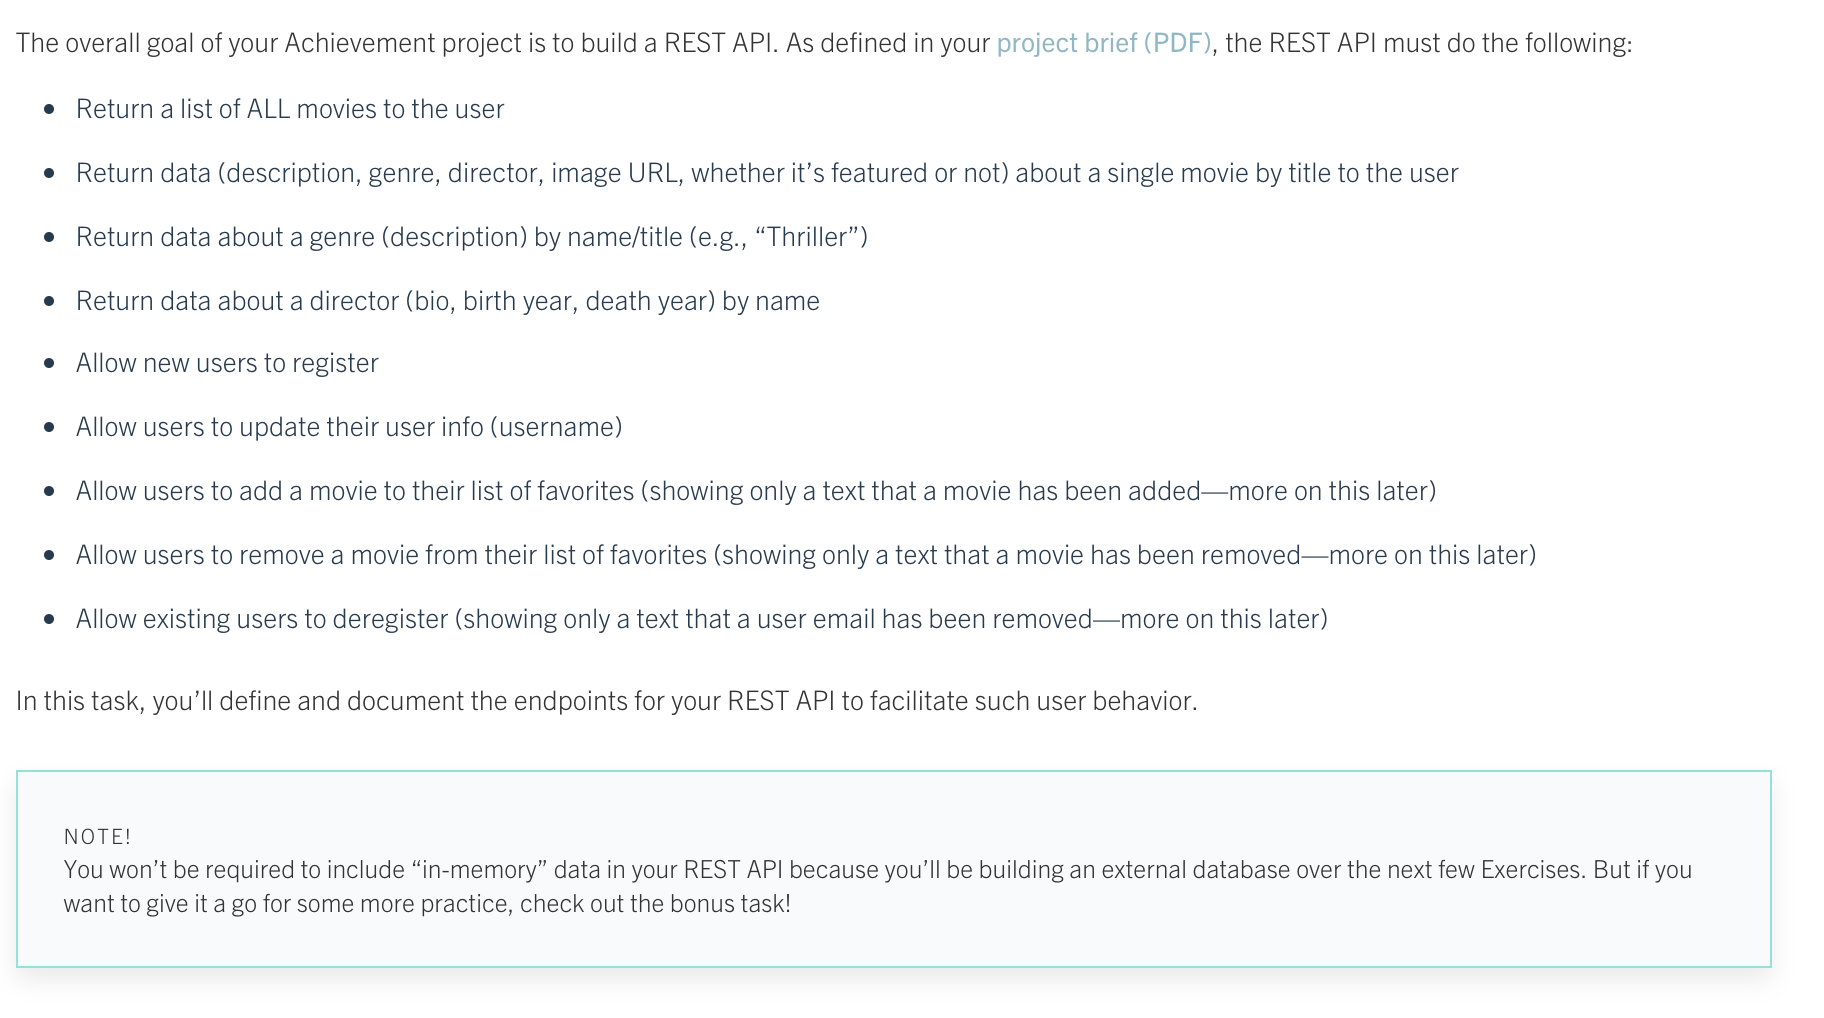 The overall goal of your Achievement project is to build a REST API. As defined in your project brief (PDF), the REST API must do the following:
• Return a list of ALL movies to the user
• Return data (description, genre, director, image URL, whether it’s featured or not) about a single movie by title to the user
• Return data about a genre (description) by name/title (e.g., “Thriller”)
• Return data about a director (bio, birth year, death year) by name
• Allow new users to register
• Allow users to update their user info (username)
• Allow users to add a movie to their list of favorites (showing only a text that a movie has been added—more on this later)
• Allow users to remove a movie from their list of favorites (showing only a text that a movie has been removed—more on this later)
• Allow existing users to deregister (showing only a text that a user email has been removed—more on this later)
In this task, you’ll define and document the endpoints for your REST API to facilitate such user behavior.
NOTE!
You won’t be required to include “in-memory” data in your REST API because you’ll be building an external database over the next few Exercises. But if you
want to give it a go for some more practice, check out the bonus task!